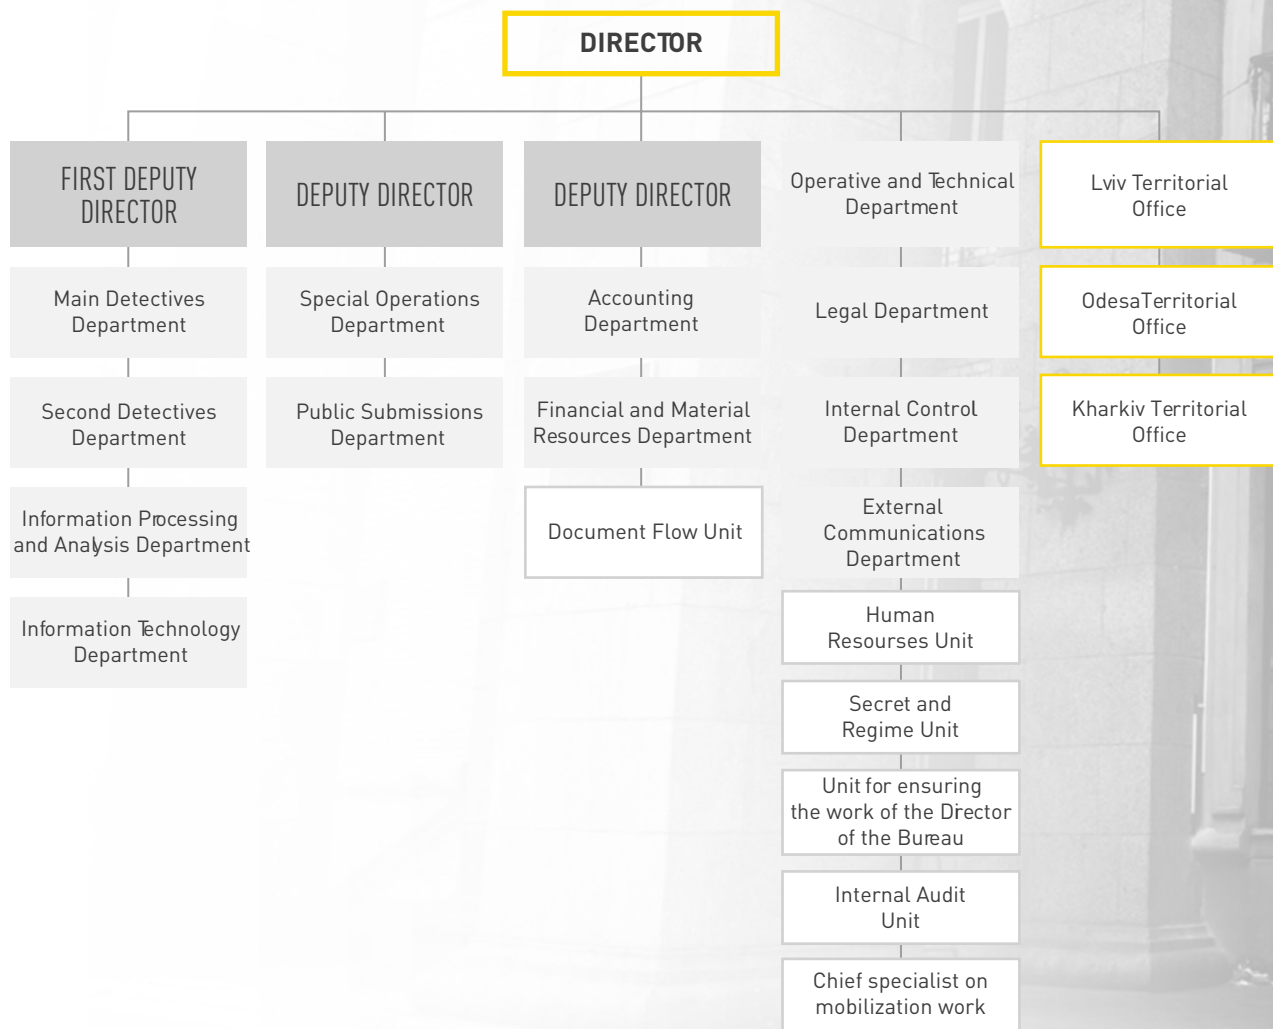 DIRECTOR
FIRST DEPUTY
DIRECTOR
Main Detectives
Department
Second Detectives
Department
Information Processing
and Analysis Department
Information Technology
Department
DEPUTY DIRECTOR
Special Operations
Department
Public Submissions
Department
DEPUTY DIRECTOR
Accounting
Department
Financial and Material
Resources Department
Document Flow Unit
Operative and Technical
Department
Legal Department
Internal Control
Department
External
Communications
Department
Human
Resourses Unit
Secret and
Regime Unit
Unit for ensuring
the work of the Director
of the Bureau
Internal Audit
Unit
Chief specialist on
mobilization work
Lviv Territorial
Office
OdesaTerritorial
Office
Kharkiv Territorial
Office